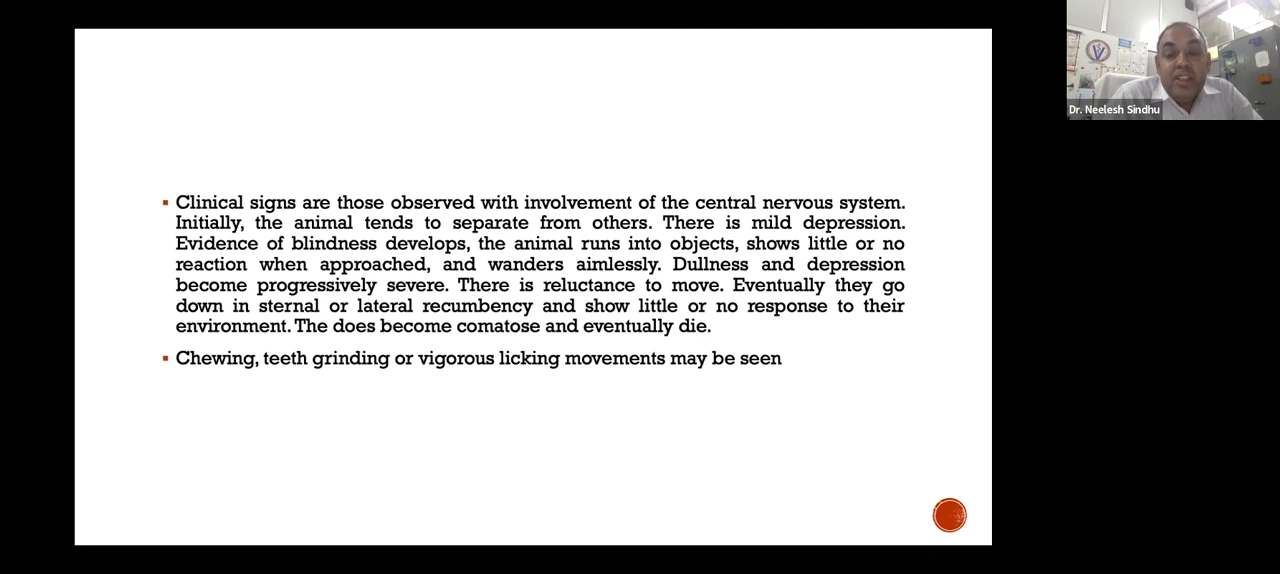 Clinical signs are those observed with involvement of the central nervous system.
Initially, the animal tends to separate from others. There is mild depression.
Evidence of blindness develops, the animal runs into objects, shows little or no
reaction when approached, and wanders aimlessly. Dullness and depression
become progressively severe. There is reluctance to move. Eventually they go
down in sternal or lateral recumbency and show little or no response to their
environment. The does become comatose and eventually die.
Chewing, teeth grinding or vigorous licking movements may be seen
Dr. Neelesh Sindhu